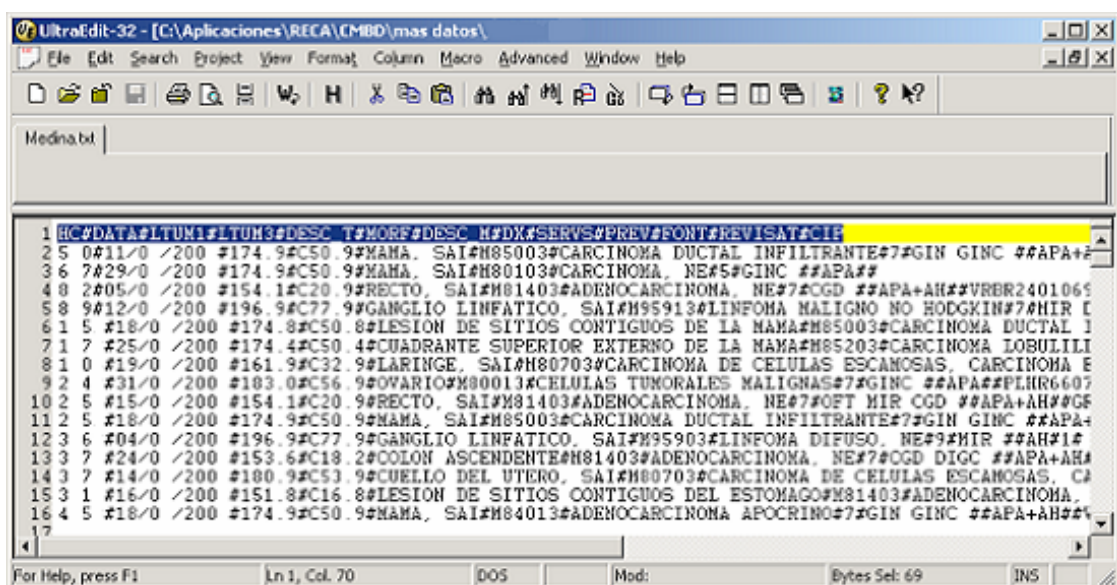 UltraEdit-32 - [C:\Aplicaciones\RECA\CMBD\mas datos\
File Edit Search Project View Format Column Macro Advanced Window Help
Medina.txt
1 HC#DATA#LTUM1#LTUM3#DESC_T#MORF#DESC_M#DX#SERVS#PREV#FONT#REVISAT#CIP
2 5 0#11/0 /200 #174.9#C50.9#MAMA, SAI#M85003#CARCINOMA DUCTAL INFILTRANTE#7#GIN GINC ##APA+
3 6 7#29/0 /200 #174.9#C50.9#MAMA, SAI#M80103#CARCINOMA, NE#5#GINC ##APA##
4 8 2#05/0 /200 #154.1#C20.9#RECTO, SAI#M81403#ADENOCARCINOMA, NE#7#CGD ##APA+AH##VRBR2401069
5 8 9#12/0 /200 #196.9#C77.9#GANGLIO LINFATICO, SAI#M95913#LINFOMA MALIGNO NO HODGKIN#7#MIR
6 1 5 #18/0 /200 #174.8#C50.8#LESION DE SITIOS CONTIGUOS DE LA MAMA#M85003#CARCINOMA DUCTAL
7 1 7 #25/0 /200 #174.4#C50.4#CUADRANTE SUPERIOR EXTERNO DE LA MAMA#M85203#CARCINOMA LOBULILI
8 1 0 #19/0 /200 #161.9#C32.9#LARINGE, SAI#M80703#CARCINOMA DE CELULAS ESCAMOSAS, CARCINOMA
9 2 4 #31/0 /200 #183.0#C56.9#OVARIO#M80013#CELULAS TUMORALES MALIGNAS#7#GINC ##APA##PLHR6607
10 2 5 #15/0 /200 #154.1#C20.9#RECTO, SAI#M81403#ADENOCARCINOMA, NE#7#OFT MIR CGD ##APA+AH##GF
11 2 5 #18/0 /200 #174.9#C50.9#MAMA, SAI#M85003#CARCINOMA DUCTAL INFILTRANTE#7#GIN GINC ##APA+
12 3 6 #04/0 /200 #196.9#C77.9#GANGLIO LINFATICO, SAI#M95903#LINFOMA DIFUSO, NE#9#MIR ##AH#1#
13 3 7 #24/0 /200 #153.6#C18.2#COLON ASCENDENTE#M81403#ADENOCARCINOMA, NE#7#CGD DIGC ##APA+AH#
14 3 7 #14/0 /200 #180.9#C53.9#CUELLO DEL UTERO, SAI#M80703#CARCINOMA DE CELULAS ESCAMOSAS, CA
15 3 1 #16/0 /200 #151.8#C16.8#LESION DE SITIOS CONTIGUOS DEL ESTOMAGO#M81403#ADENOCARCINOMA,
16 4 5 #18/0 /200 #174.9#C50.9#MAMA, SAI#M84013#ADENOCARCINOMA APOCRINO#7#GIN GINC ##APA+AH##
17
For Help, press F1 Ln 1, Col. 70 DOS Mod: Bytes Sel: 69 INS